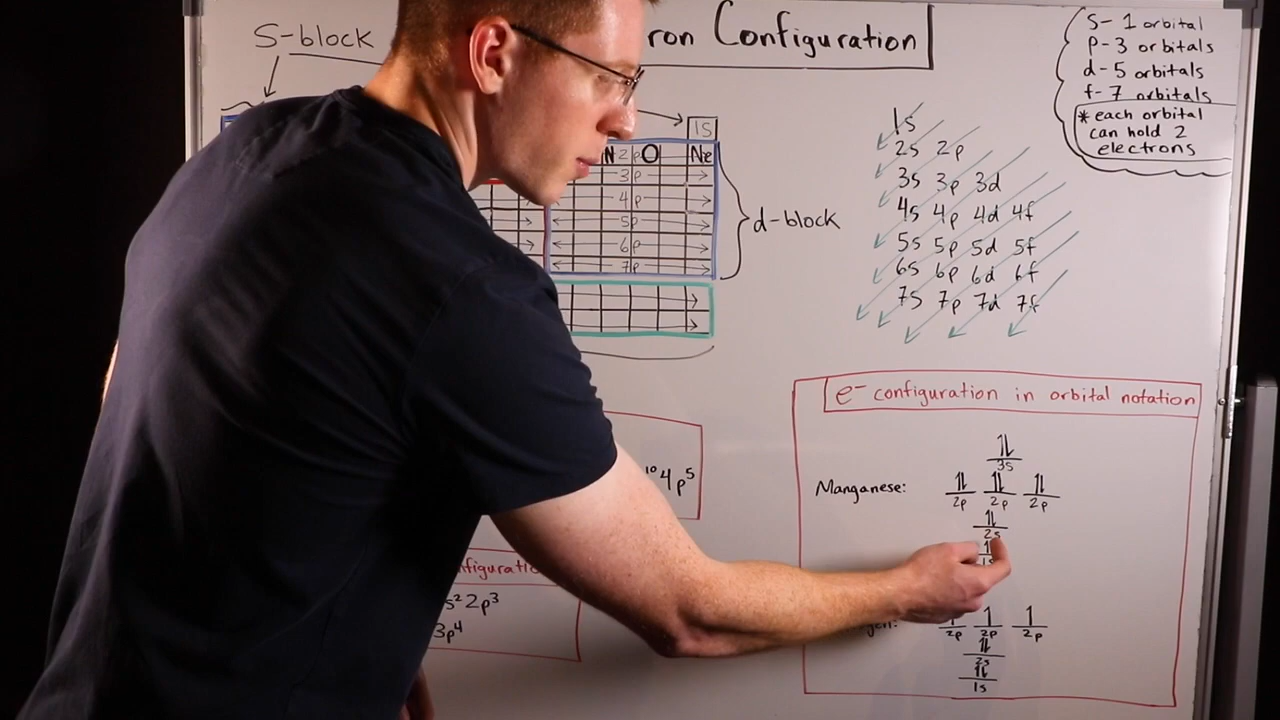 S-block
ron Configuration
1S
N 2p O Ne
3p
4p
5p
6p
7p
d-block
1s
2s 2p
3s 3p 3d
4s 4p 4d 4f
5s 5p 5d 5f
6s 6p 6d 6f
7s 7p 7d 7f
S- 1 orbital
P-3 orbitals
d-5 orbitals
f-7 orbitals
* each orbital
can hold 2
electrons
¹⁰4p⁵
figuratio
s²2p³
3p⁴
e⁻ configuration in orbital notation
3s
Manganese:
2p 2p 2p
2s
1s
gen:
2p 2p 2p
2s
1s